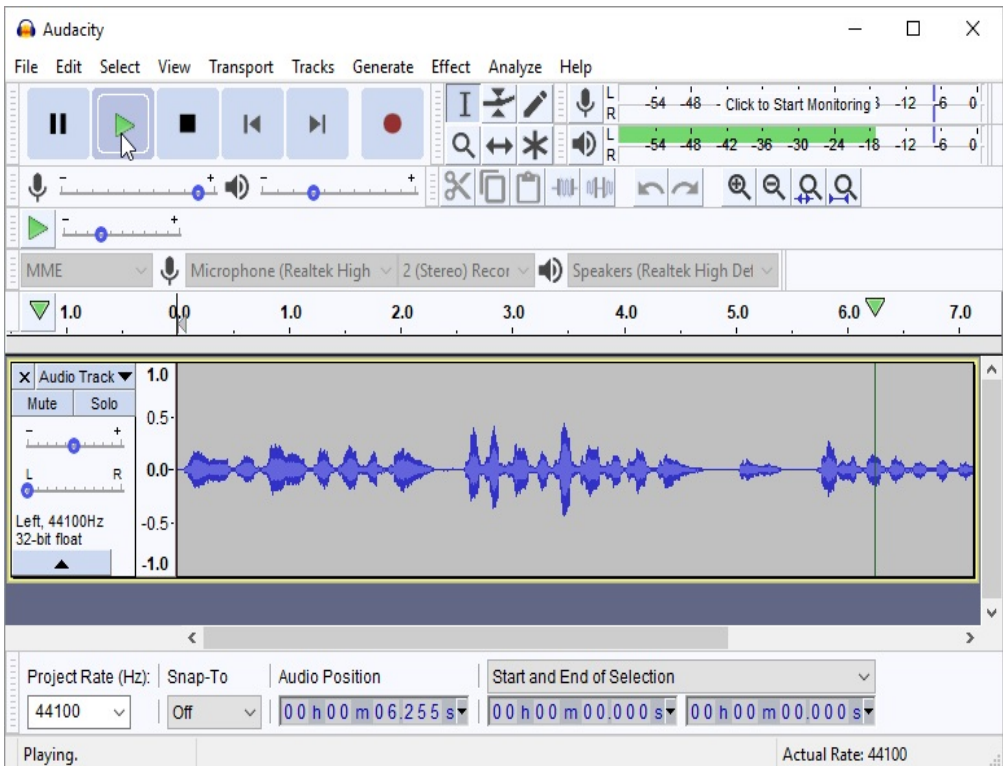 Audacity
File Edit Select View Transport Tracks Generate Effect Analyze Help
L
R
-54 -48 - Click to Start Monitoring -12 -6 0
L
R
-54 -48 -42 -36 -30 -24 -18 -12 -6 0
- + - +
- +
MME Microphone (Realtek High 2 (Stereo) Recor Speakers (Realtek High Def
1.0 0.0 1.0 2.0 3.0 4.0 5.0 6.0 7.0
X Audio Track 1.0
Mute Solo
0.5
- +
0.0
L R
Left, 44100Hz -0.5
32-bit float
-1.0
Project Rate (Hz): Snap-To Audio Position Start and End of Selection
44100 Off 00 h 00 m 06.255 s 00 h 00 m 00.000 s 00 h 00 m 00.000 s
Playing. Actual Rate: 44100